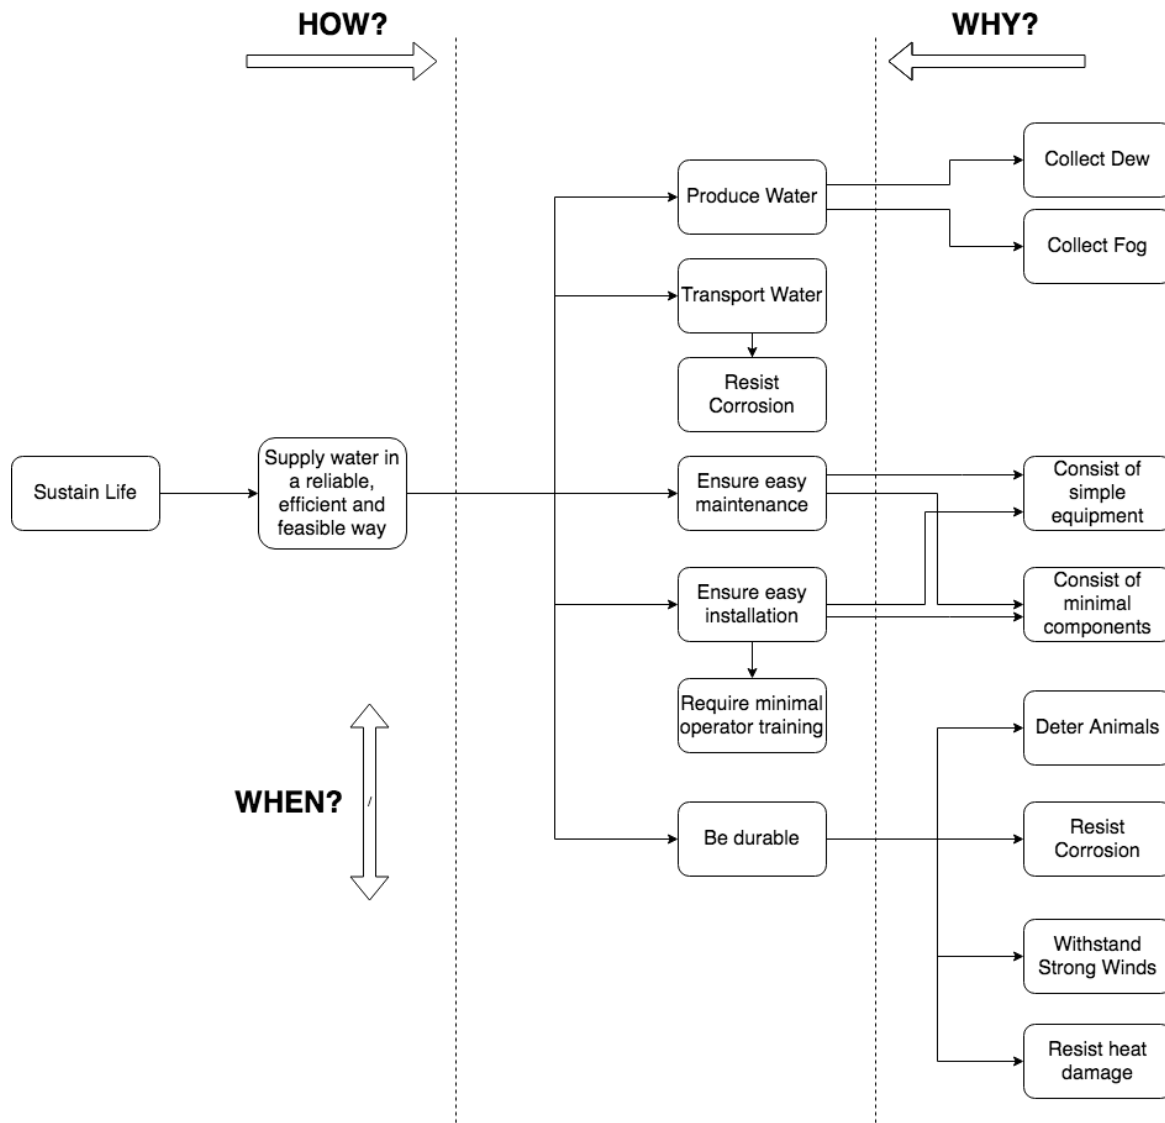 HOW?
WHY?
Collect Dew
Produce Water
Collect Fog
Transport Water
Resist
Corrosion
Sustain Life
Supply water in
a reliable,
efficient and
feasible way
Ensure easy
maintenance
Consist of
simple
equipment
Ensure easy
installation
Consist of
minimal
components
Require minimal
operator training
Deter Animals
WHEN?
/
Be durable
Resist
Corrosion
Withstand
Strong Winds
Resist heat
damage